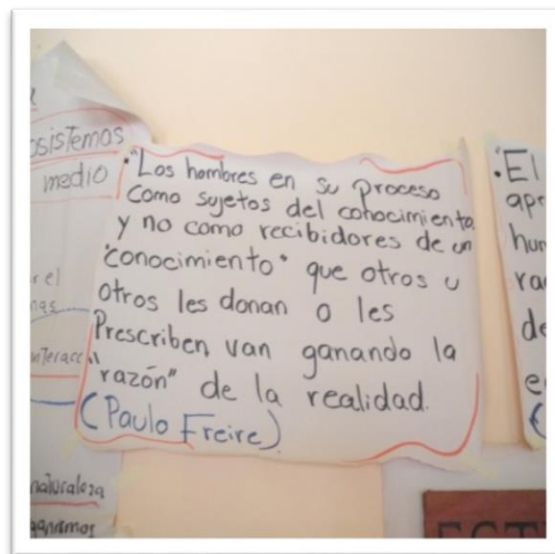 osistemas
medio
"Los hombres en su proceso
como sujetos del conocimiento
y no como recibidores de un
"conocimiento" que otros u
otros les donan o les
Prescriben, van ganando la
"razón" de la realidad.
(Paulo Freire)
r el
nteracc
naturaleza
ganamos
•El
apr
hum
ra
de
e
(